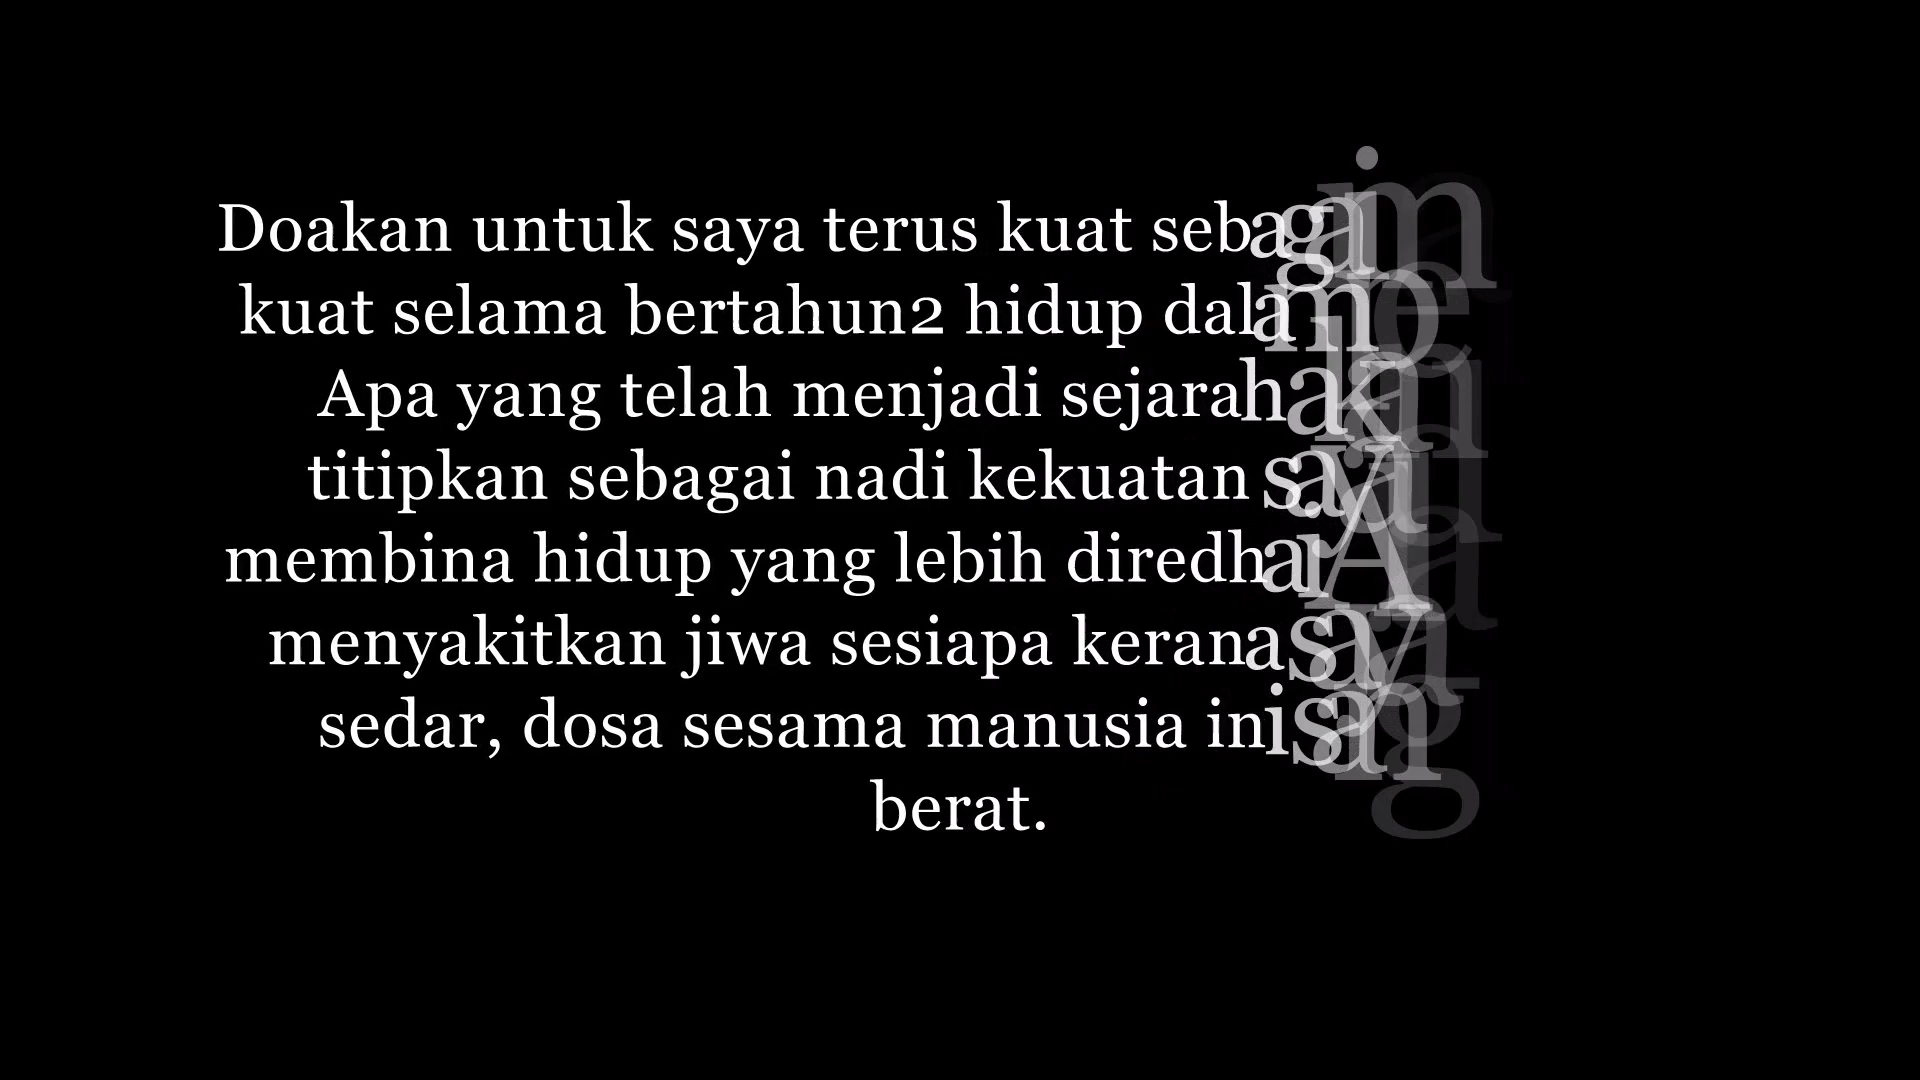 Doakan untuk saya terus kuat sebagai
kuat selama bertahun2 hidup dalam
Apa yang telah menjadi sejarah
titipkan sebagai nadi kekuatan saya
membina hidup yang lebih diredhai
menyakitkan jiwa sesiapa kerana saya
sedar, dosa sesama manusia ini
berat.